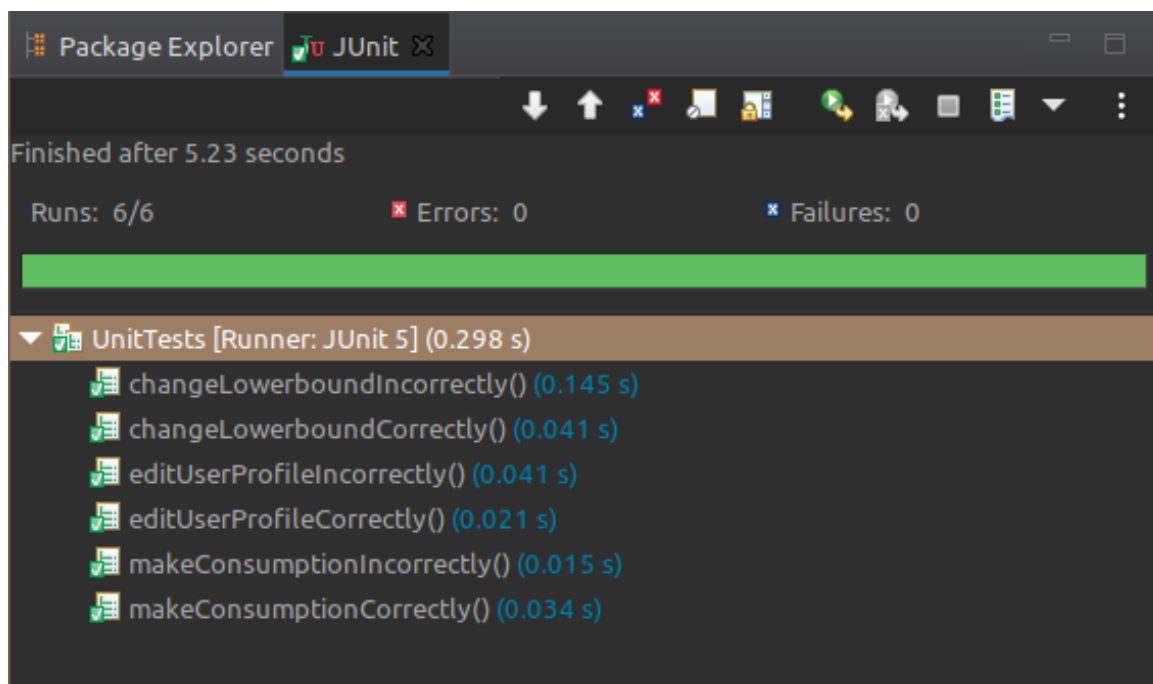 Package Explorer JUnit
Finished after 5.23 seconds
Runs: 6/6 Errors: 0 Failures: 0
UnitTests [Runner: JUnit 5] (0.298 s)
changeLowerboundIncorrectly() (0.145 s)
changeLowerboundCorrectly() (0.041 s)
editUserProfileIncorrectly() (0.041 s)
editUserProfileCorrectly() (0.021 s)
makeConsumptionIncorrectly() (0.015 s)
makeConsumptionCorrectly() (0.034 s)